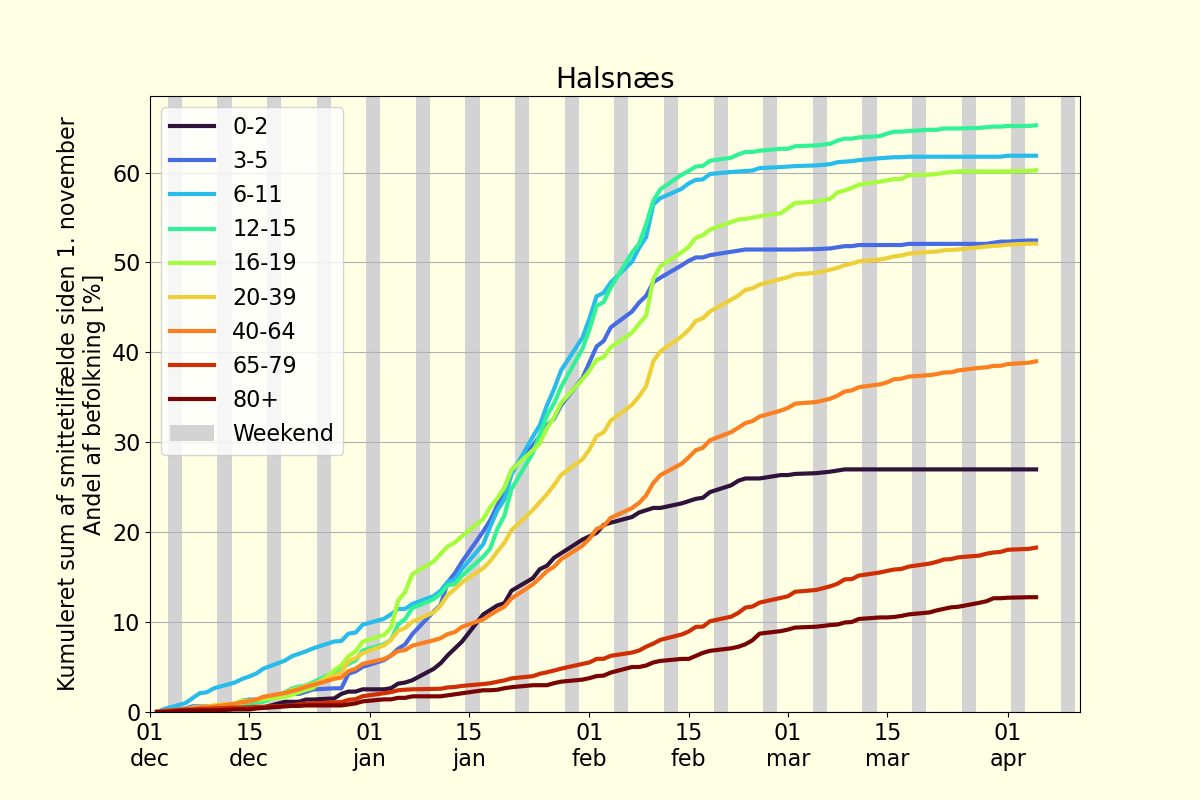 Halsnæs
Kumuleret sum af smittetilfælde siden 1. november
Andel af befolkning [%]
60
50
40
30
20
10
0
0-2
3-5
6-11
12-15
16-19
20-39
40-64
65-79
80+
Weekend
01 15 01 15 01 15 01 15 01
dec dec jan jan feb feb mar mar apr